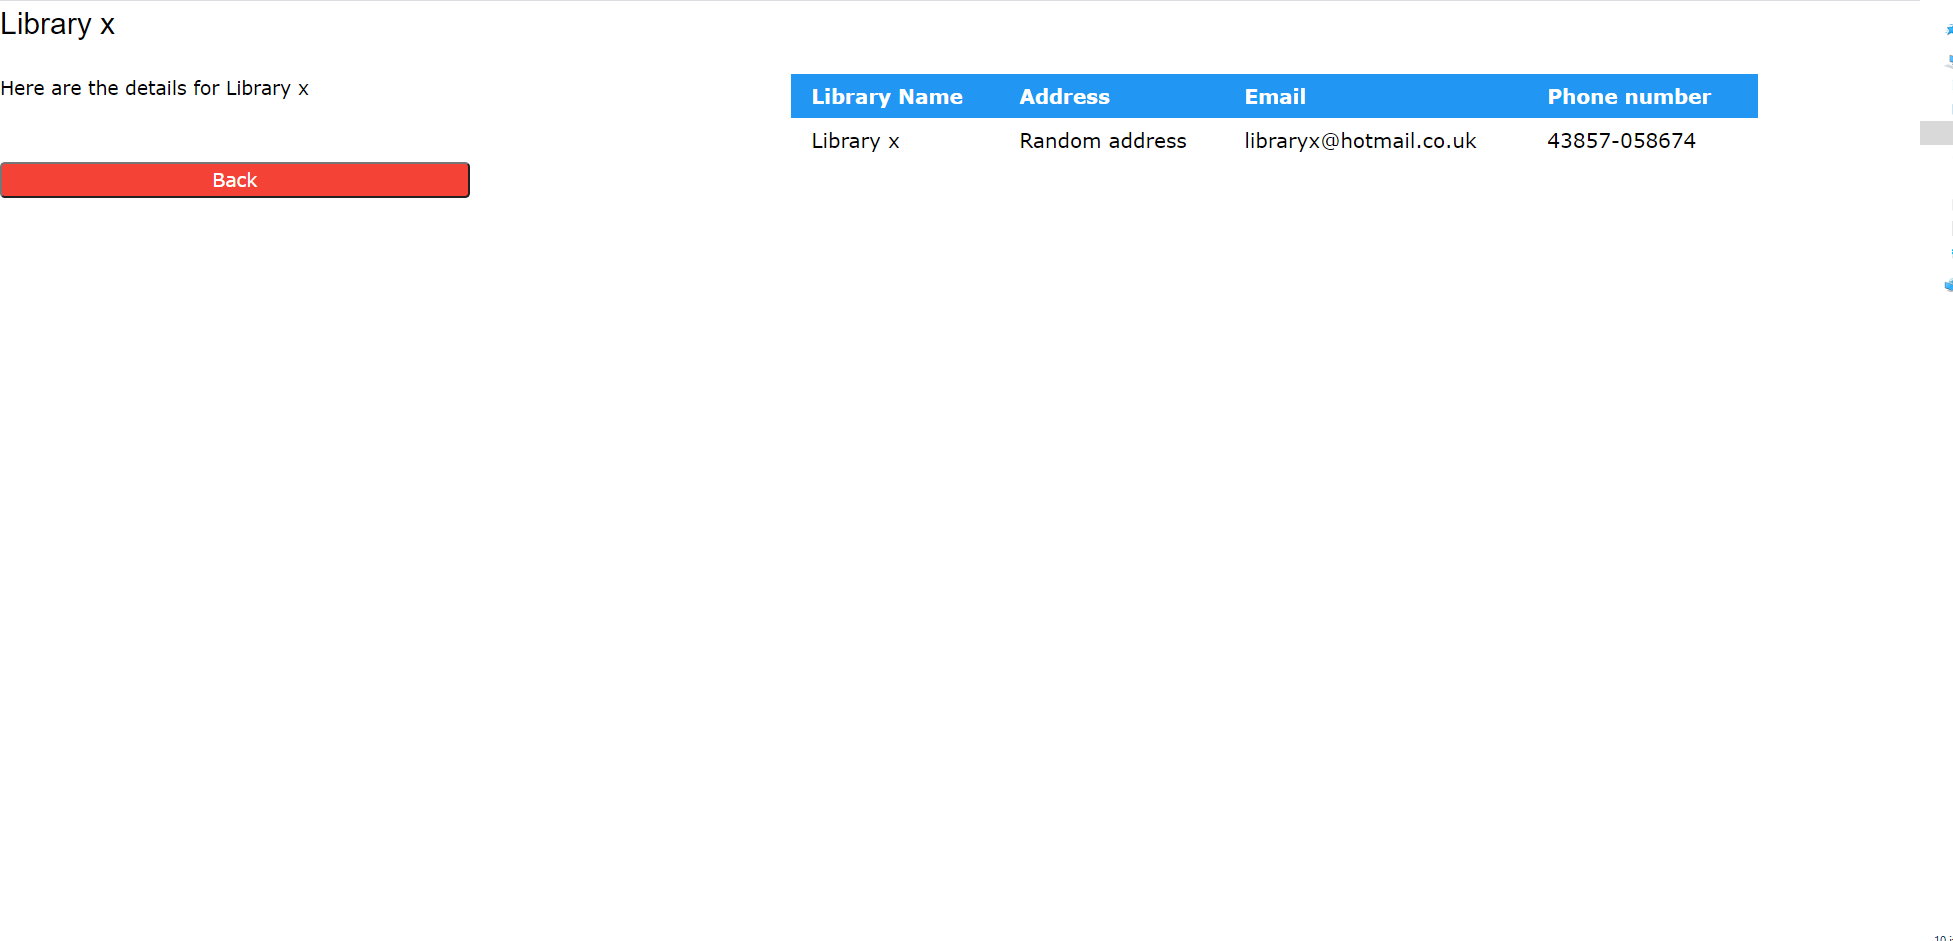 Library x
Here are the details for Library x
Back
Library Name Address Email Phone number
Library x Random address libraryx@hotmail.co.uk 43857-058674